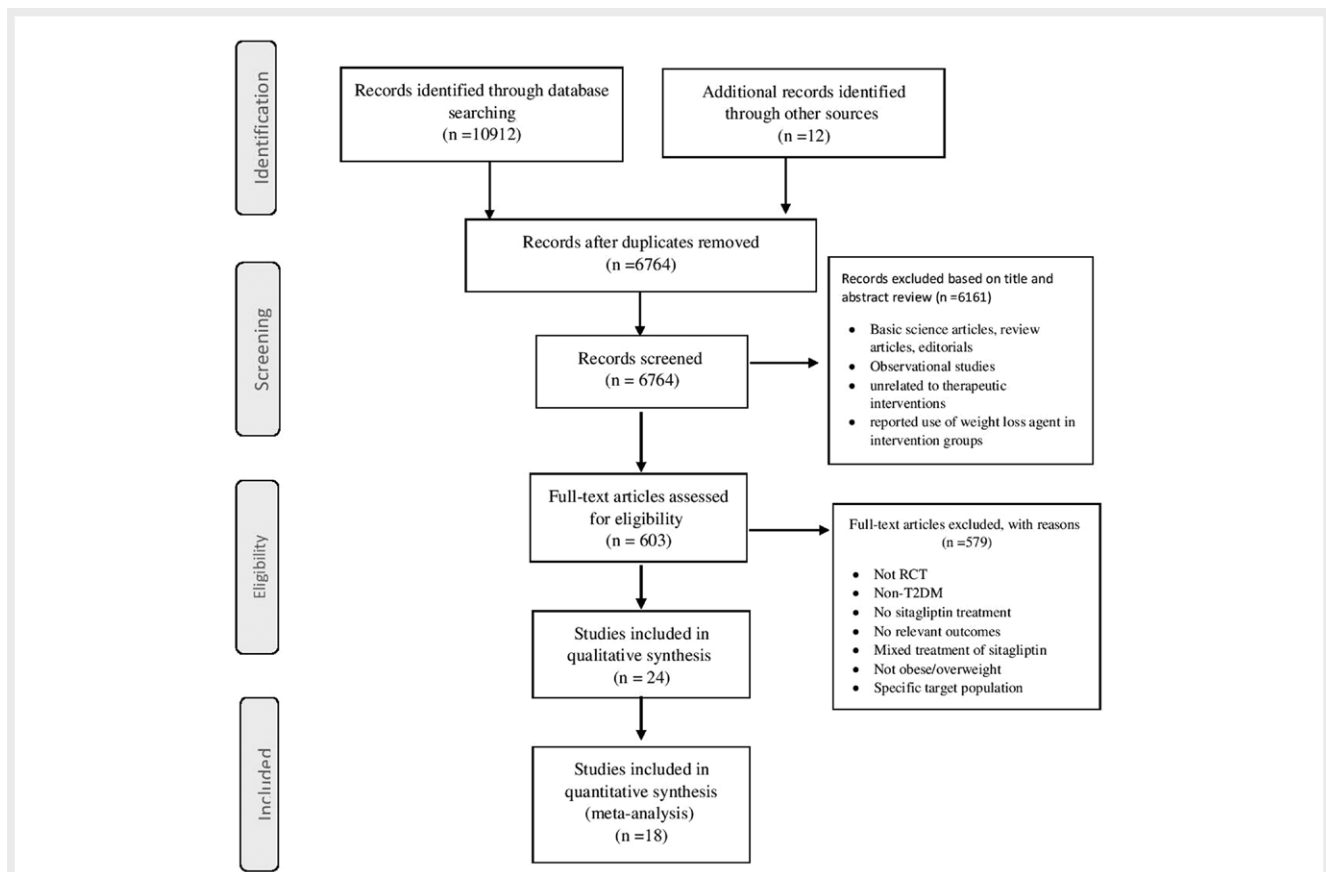 Identification
Records identified through database
searching
(n =10912)
Additional records identified
through other sources
(n =12)
Records after duplicates removed
(n =6764)
Screening
Records screened
(n = 6764)
Records excluded based on title and
abstract review (n =6161)
• Basic science articles, review
articles, editorials
• Observational studies
• unrelated to therapeutic
interventions
• reported use of weight loss agent in
intervention groups
Eligibility
Full-text articles assessed
for eligibility
(n = 603)
Full-text articles excluded, with reasons
(n =579)
• Not RCT
• Non-T2DM
• No sitagliptin treatment
• No relevant outcomes
• Mixed treatment of sitagliptin
• Not obese/overweight
• Specific target population
Studies included in
qualitative synthesis
(n = 24)
Included
Studies included in
quantitative synthesis
(meta-analysis)
(n =18)